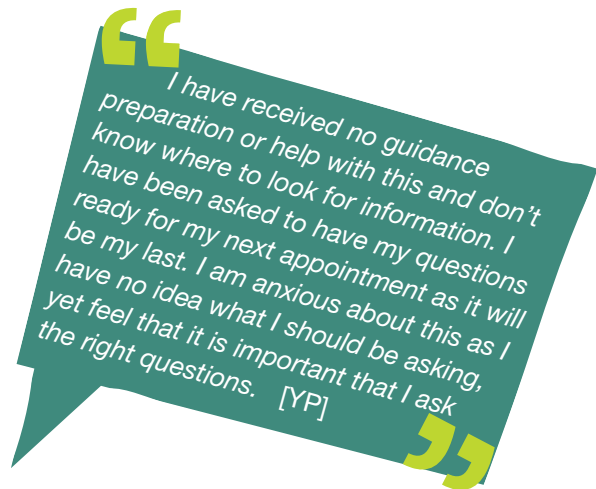 “
I have received no guidance
preparation or help with this and don’t
know where to look for information. I
have been asked to have my questions
ready for my next appointment as it will
be my last. I am anxious about this as I
have no idea what I should be asking,
yet feel that it is important that I ask
the right questions. [YP]
”